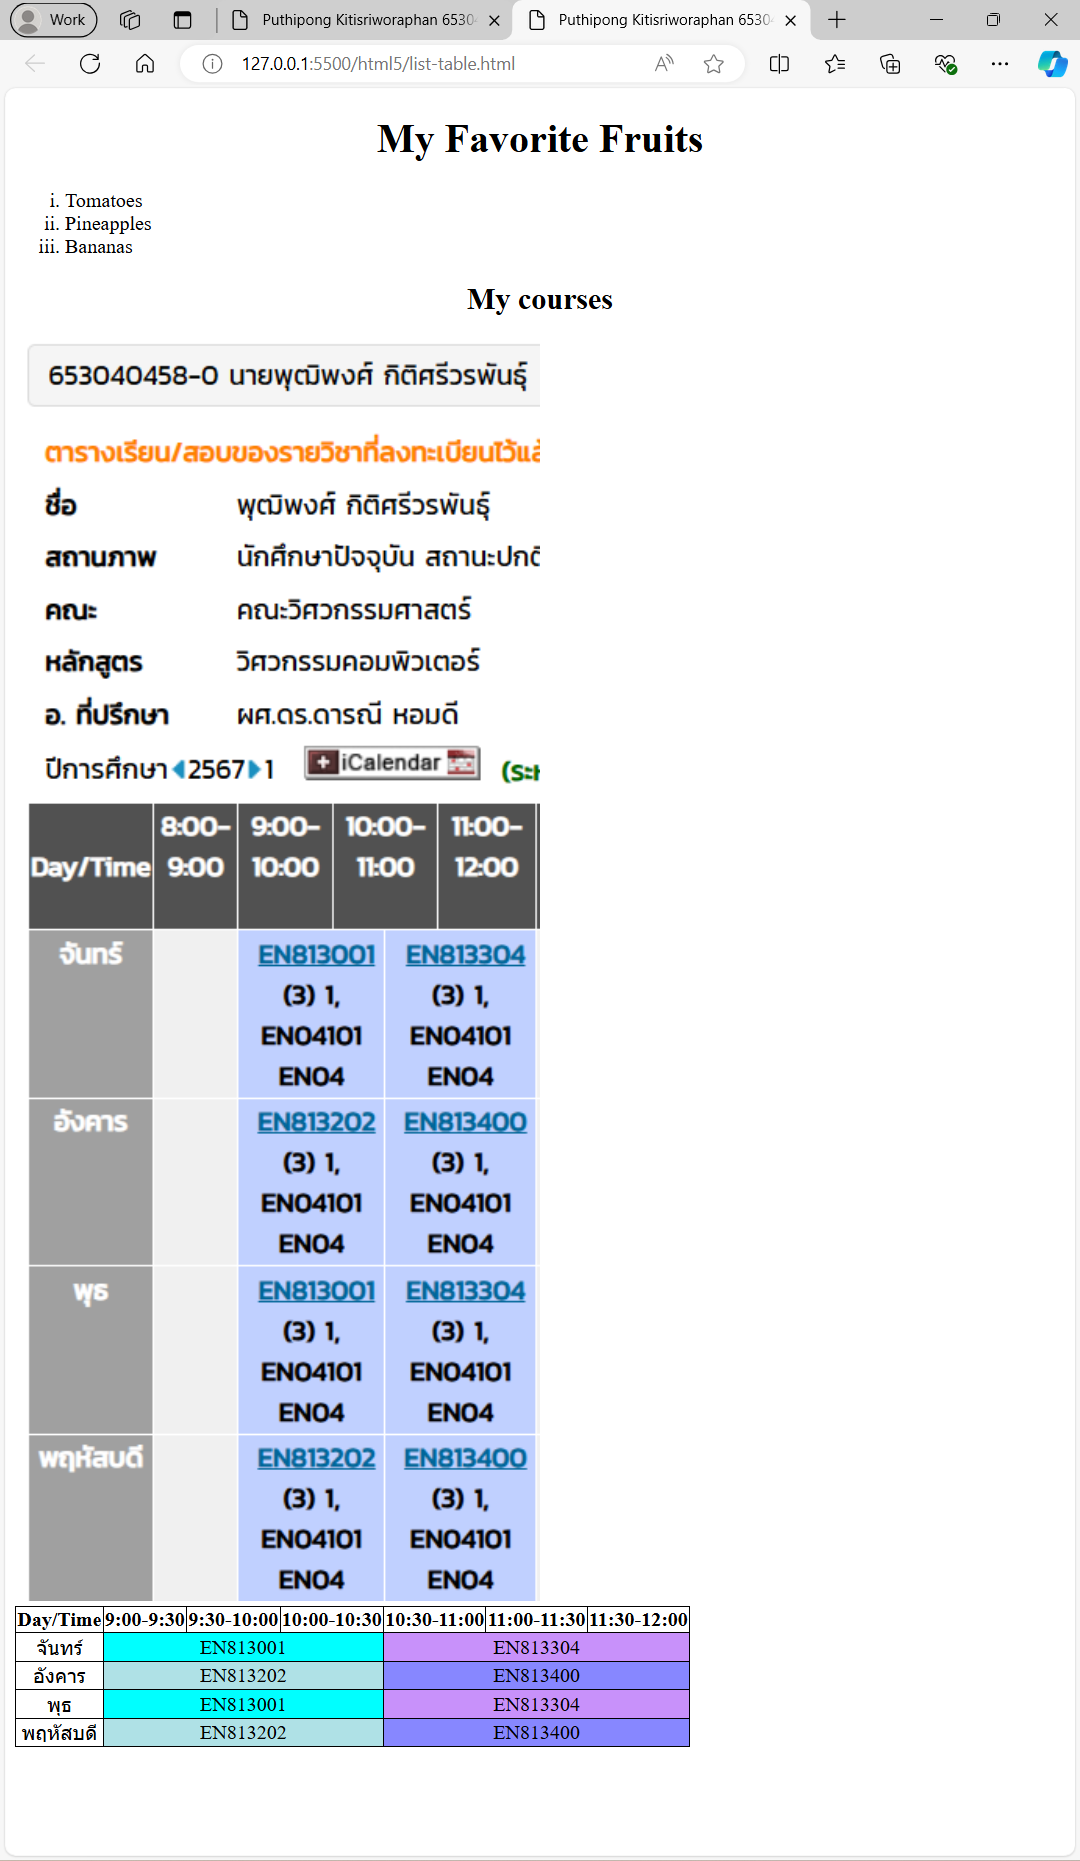 Work
Puthipong Kitisriworaphan 6530
Puthipong Kitisriworaphan 6530
127.0.0.1:5500/html5/list-table.html
My Favorite Fruits
i. Tomatoes
ii. Pineapples
iii. Bananas
My courses
653040458-0 นายพุฒิพงศ์ กิติศรีวรพันธุ์
ตารางเรียน/สอบของรายวิชาที่ลงทะเบียนไว้แล้
ชื่อ พุฒิพงศ์ กิติศรีวรพันธุ์
สถานภาพ นักศึกษาปัจจุบัน สถานะปกติ
คณะ คณะวิศวกรรมศาสตร์
หลักสูตร วิศวกรรมคอมพิวเตอร์
อ. ที่ปรึกษา ผศ.ดร.ดารณี หอมดี
ปีการศึกษา 2567 1 iCalendar (ระห
Day/Time 8:00-9:00 9:00-10:00 10:00-11:00 11:00-12:00
จันทร์ EN813001 EN813304
(3) 1, (3) 1,
EN04101 EN04101
EN04 EN04
อังคาร EN813202 EN813400
(3) 1, (3) 1,
EN04101 EN04101
EN04 EN04
พุธ EN813001 EN813304
(3) 1, (3) 1,
EN04101 EN04101
EN04 EN04
พฤหัสบดี EN813202 EN813400
(3) 1, (3) 1,
EN04101 EN04101
EN04 EN04
Day/Time 9:00-9:30 9:30-10:00 10:00-10:30 10:30-11:00 11:00-11:30 11:30-12:00
จันทร์ EN813001 EN813304
อังคาร EN813202 EN813400
พุธ EN813001 EN813304
พฤหัสบดี EN813202 EN813400